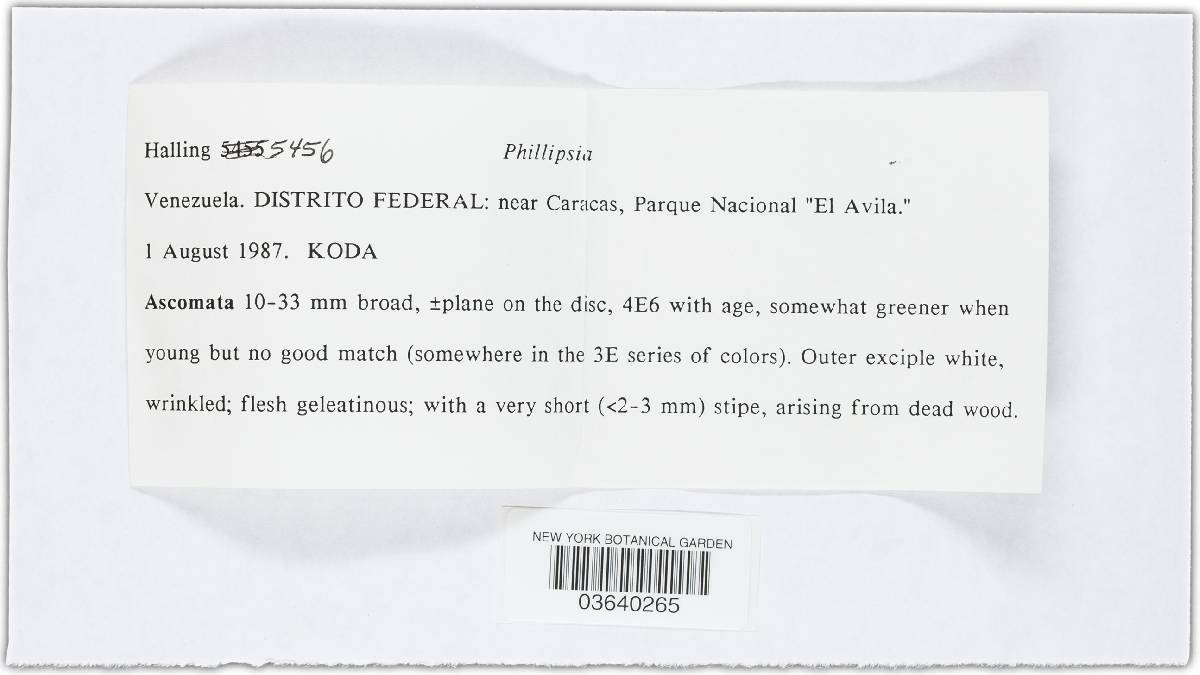 Halling 5455 5456 Phillipsia
Venezuela. DISTRITO FEDERAL: near Caracas, Parque Nacional "El Avila."
1 August 1987. KODA
Ascomata 10-33 mm broad, ±plane on the disc, 4E6 with age, somewhat greener when
young but no good match (somewhere in the 3E series of colors). Outer exciple white,
wrinkled; flesh geleatinous; with a very short (<2-3 mm) stipe, arising from dead wood.
NEW YORK BOTANICAL GARDEN
03640265